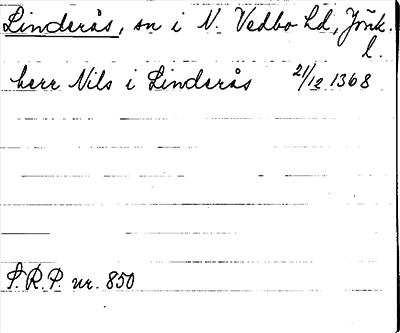 Linderås, sn i N. Vedbo hd, Jönk.
l.
herr Nils i Linderås 21/12 1368
S.R.P. nr. 850